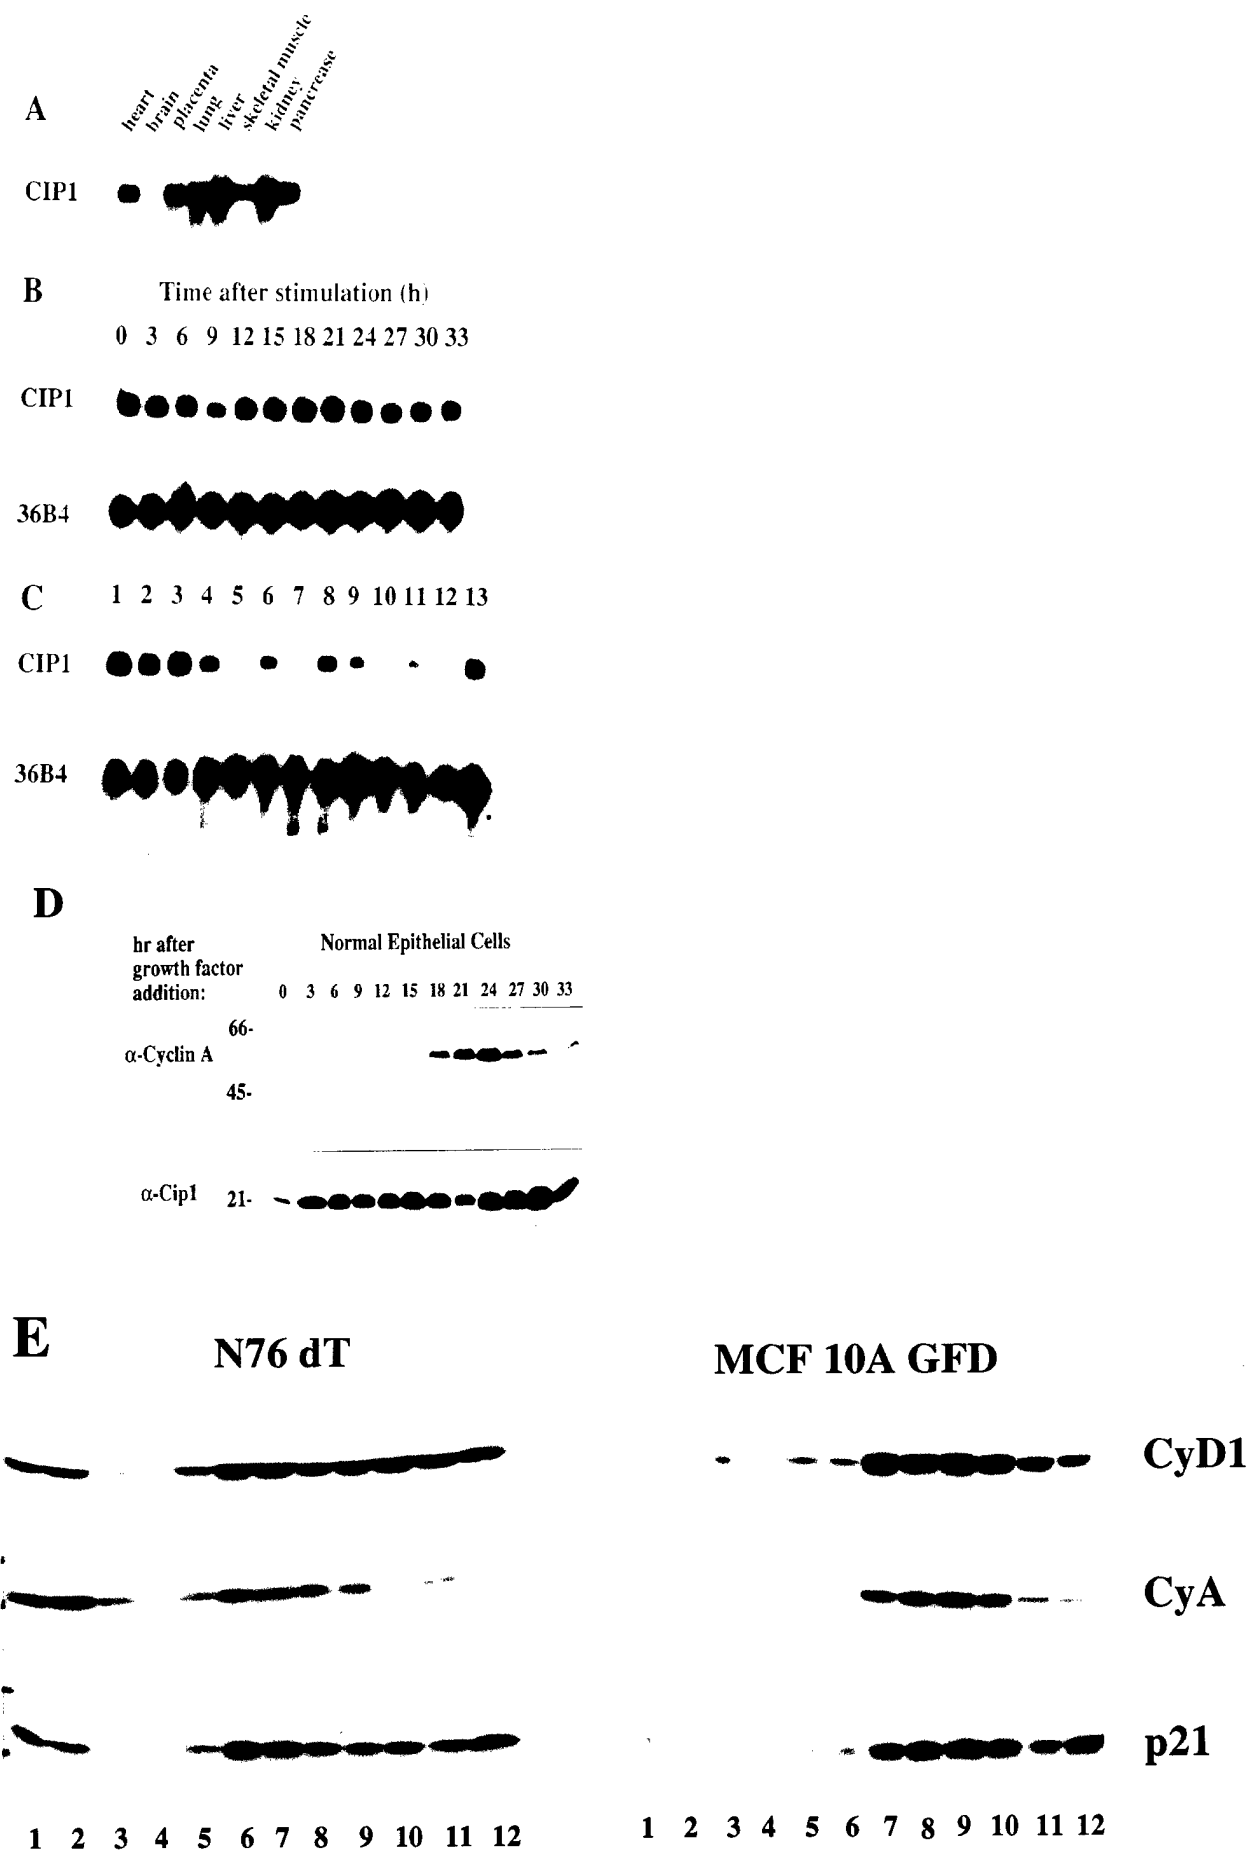 A
heart
brain
placenta
lung
liver
skeletal muscle
kidney
pancrease
CIP1
B
Time after stimulation (h)
0 3 6 9 12 15 18 21 24 27 30 33
CIP1
36B4
C
1 2 3 4 5 6 7 8 9 10 11 12 13
CIP1
36B4
D
hr after
growth factor
addition:
Normal Epithelial Cells
0 3 6 9 12 15 18 21 24 27 30 33
66-
α-Cyclin A
45-
α-Cip1 21-
E
N76 dT
MCF 10A GFD
CyD1
CyA
p21
1 2 3 4 5 6 7 8 9 10 11 12
1 2 3 4 5 6 7 8 9 10 11 12